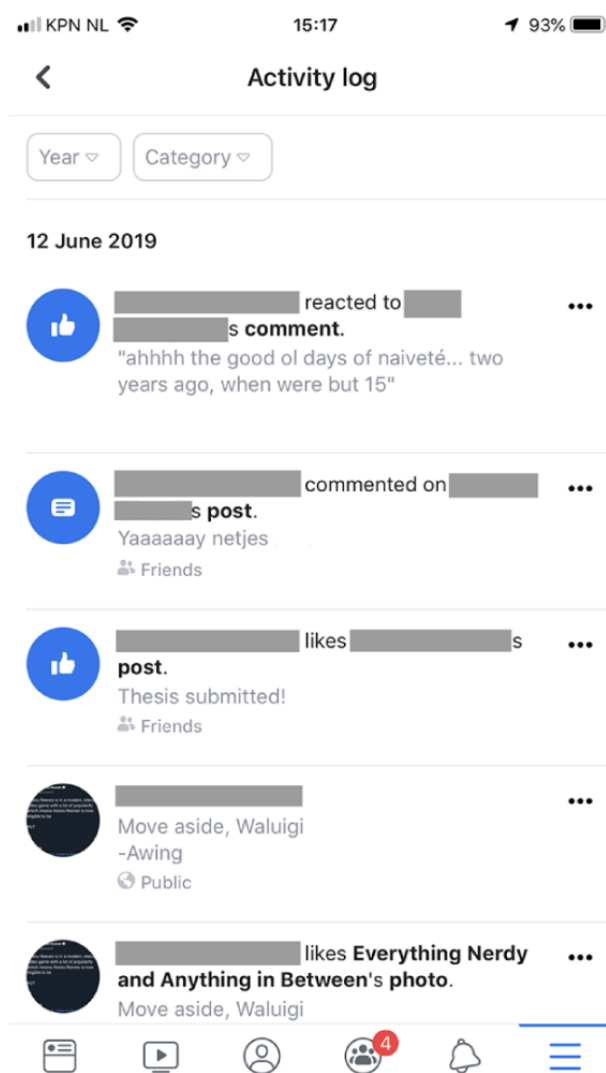 KPN NL 15:17 93%
Activity log
Year Category
12 June 2019
reacted to
s comment.
"ahhhh the good ol days of naiveté... two
years ago, when were but 15"
commented on
s post.
Yaaaaaay netjes
Friends
likes s
post.
Thesis submitted!
Friends
Move aside, Waluigi
-Awing
Public
likes Everything Nerdy
and Anything in Between's photo.
Move aside, Waluigi
4